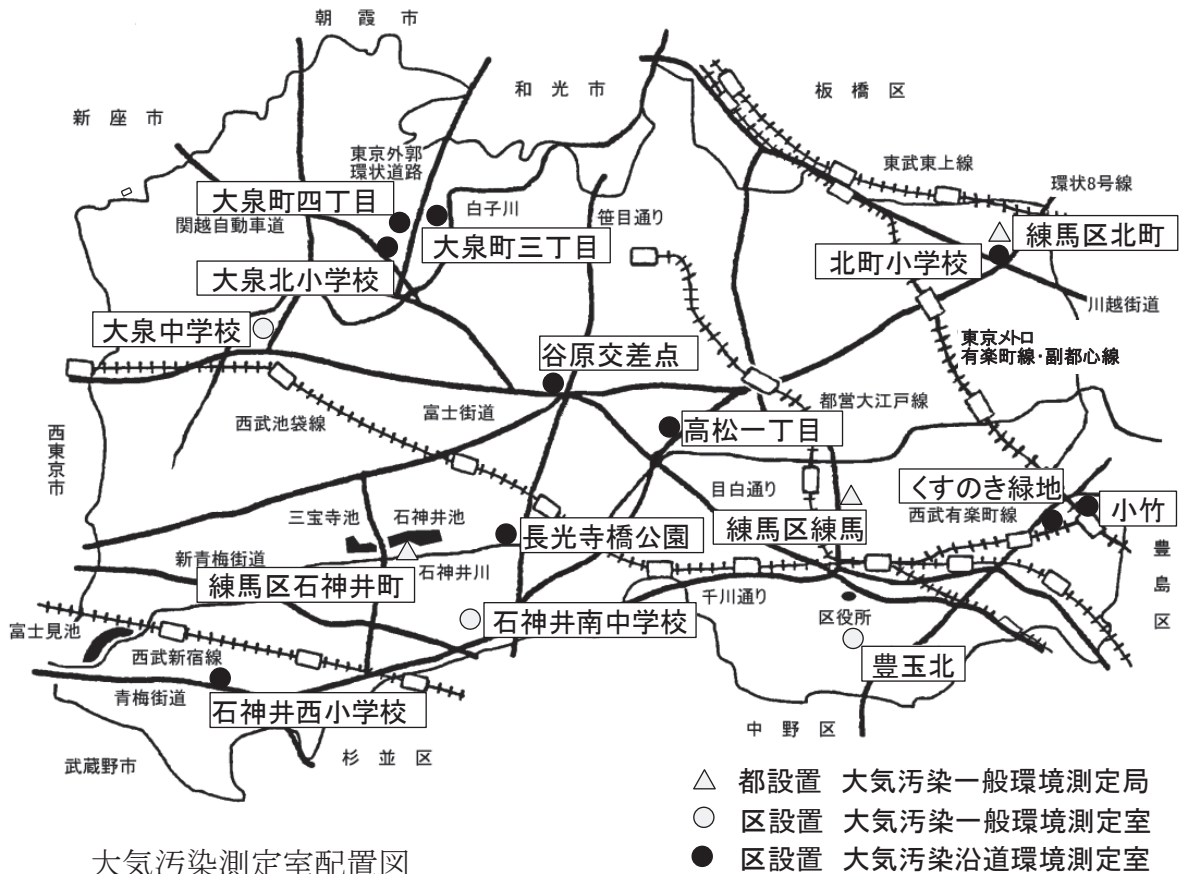 朝霞市
和光市
板橋区
新座市
東京外郭
環状道路
東武東上線
環状8号線
大泉町四丁目
白子川
笹目通り
関越自動車道
大泉町三丁目
北町小学校
練馬区北町
大泉北小学校
川越街道
大泉中学校
東京メトロ
有楽町線・副都心線
谷原交差点
富士街道
都営大江戸線
西武池袋線
高松一丁目
西東京市
目白通り
くすのき緑地
三宝寺池
石神井池
長光寺橋公園
練馬区練馬
西武有楽町線
小竹
新青梅街道
石神井川
豊島区
練馬区石神井町
千川通り
石神井南中学校
区役所
富士見池
西武新宿線
豊玉北
青梅街道
石神井西小学校
中野区
武蔵野市
杉並区
都設置 大気汚染一般環境測定局
区設置 大気汚染一般環境測定室
区設置 大気汚染沿道環境測定室
大気汚染測定室配置図